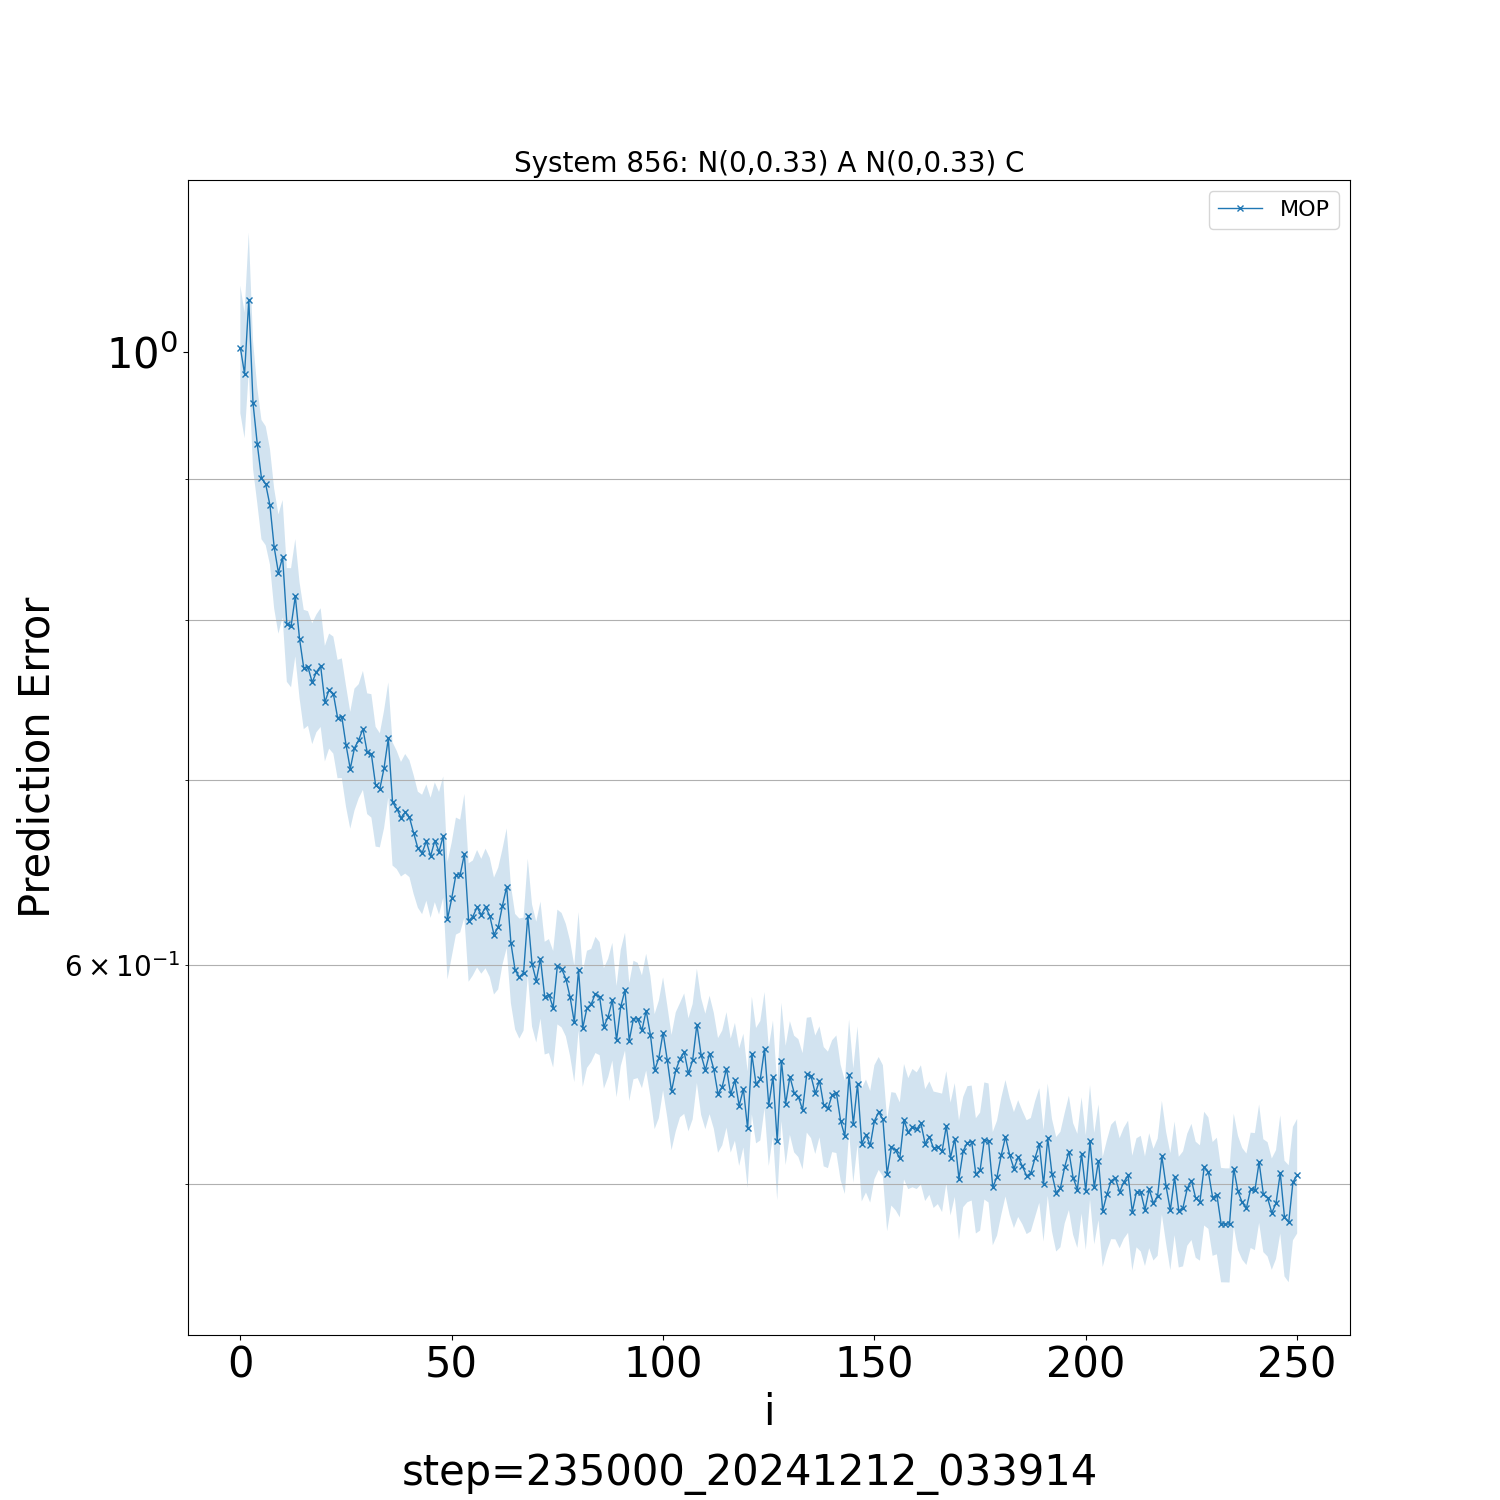 System 856: N(0,0.33) A N(0,0.33) C
MOP
10⁰
6 × 10⁻¹
Prediction Error
0 50 100 150 200 250
i
step=235000_20241212_033914